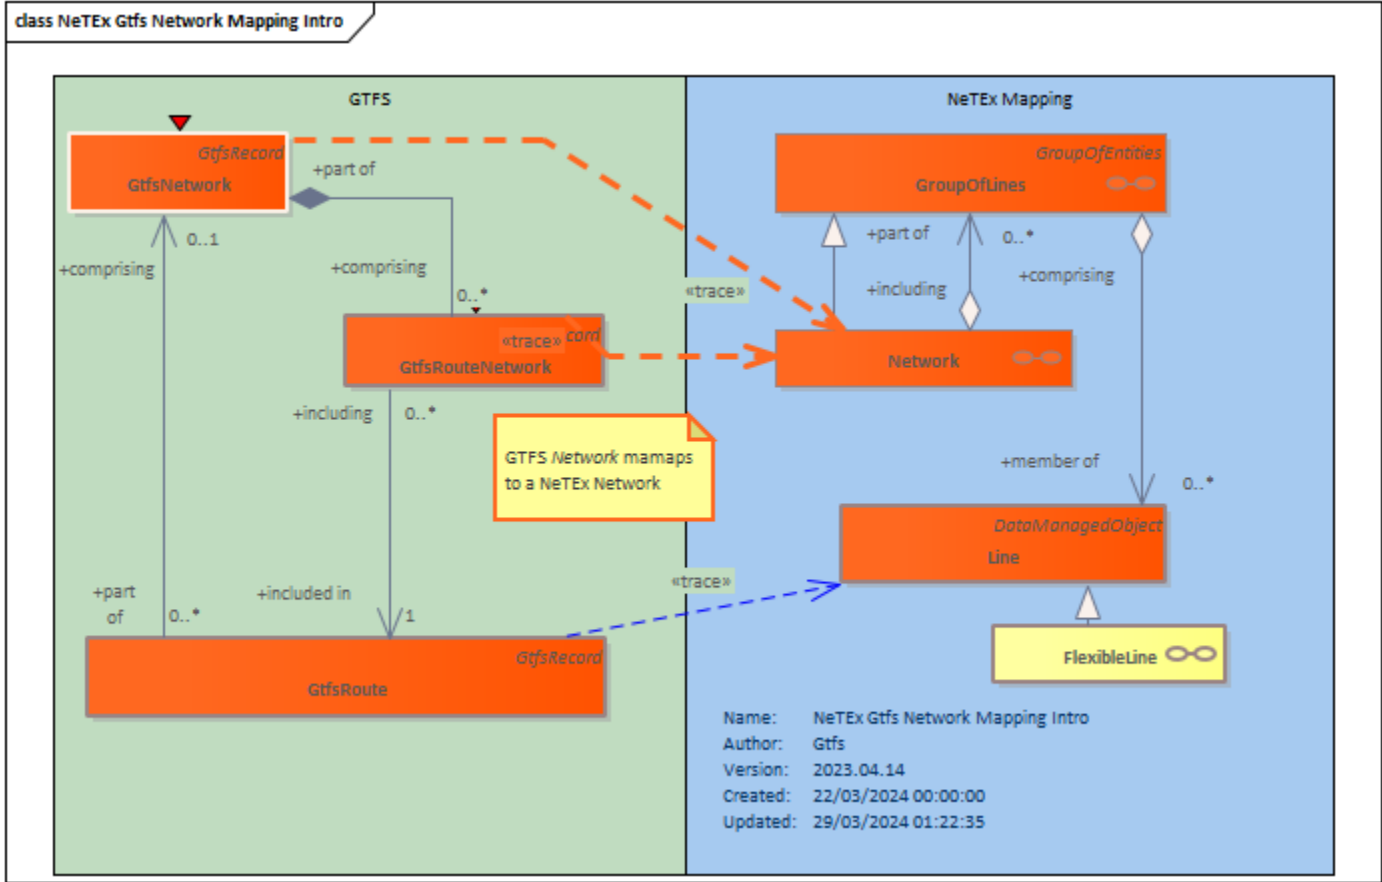 class NeTEx Gtfs Network Mapping Intro
GTFS
NeTEx Mapping
GtfsRecord
GtfsNetwork
+part of
0..1
+comprising
+comprising
0..*
«trace»
cord
GtfsRouteNetwork
+including
0..*
GTFS Network mamaps
to a NeTEx Network
+included in
1
+part
of
0..*
GtfsRecord
GtfsRoute
«trace»
«trace»
GroupOfEntities
GroupOfLines
+part of
0..*
+including
+comprising
Network
+member of
0..*
DataManagedObject
Line
FlexibleLine
Name: NeTEx Gtfs Network Mapping Intro
Author: Gtfs
Version: 2023.04.14
Created: 22/03/2024 00:00:00
Updated: 29/03/2024 01:22:35